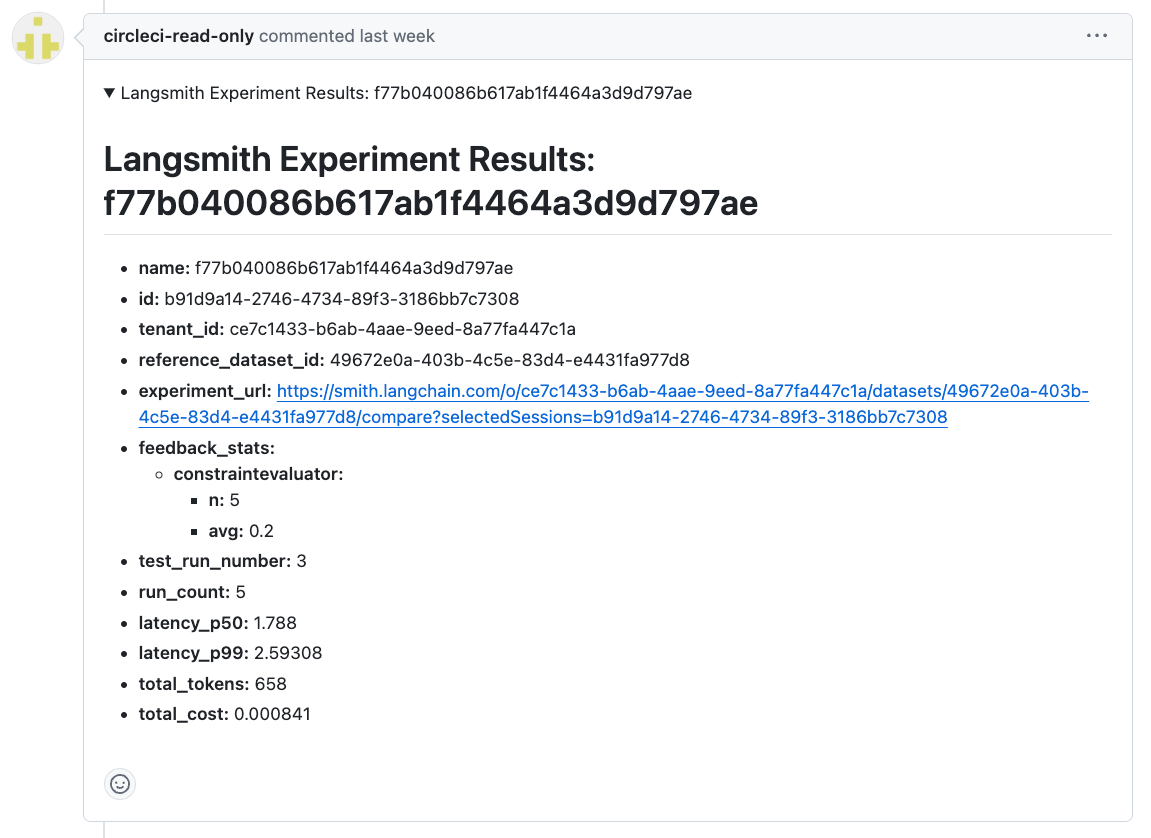 circleci-read-only commented last week
Langsmith Experiment Results: f77b040086b617ab1f4464a3d9d797ae
Langsmith Experiment Results:
f77b040086b617ab1f4464a3d9d797ae
name: f77b040086b617ab1f4464a3d9d797ae
id: b91d9a14-2746-4734-89f3-3186bb7c7308
tenant_id: ce7c1433-b6ab-4aae-9eed-8a77fa447c1a
reference_dataset_id: 49672e0a-403b-4c5e-83d4-e4431fa977d8
experiment_url: https://smith.langchain.com/o/ce7c1433-b6ab-4aae-9eed-8a77fa447c1a/datasets/49672e0a-403b-
4c5e-83d4-e4431fa977d8/compare?selectedSessions=b91d9a14-2746-4734-89f3-3186bb7c7308
feedback_stats:
constraintevaluator:
n: 5
avg: 0.2
test_run_number: 3
run_count: 5
latency_p50: 1.788
latency_p99: 2.59308
total_tokens: 658
total_cost: 0.000841